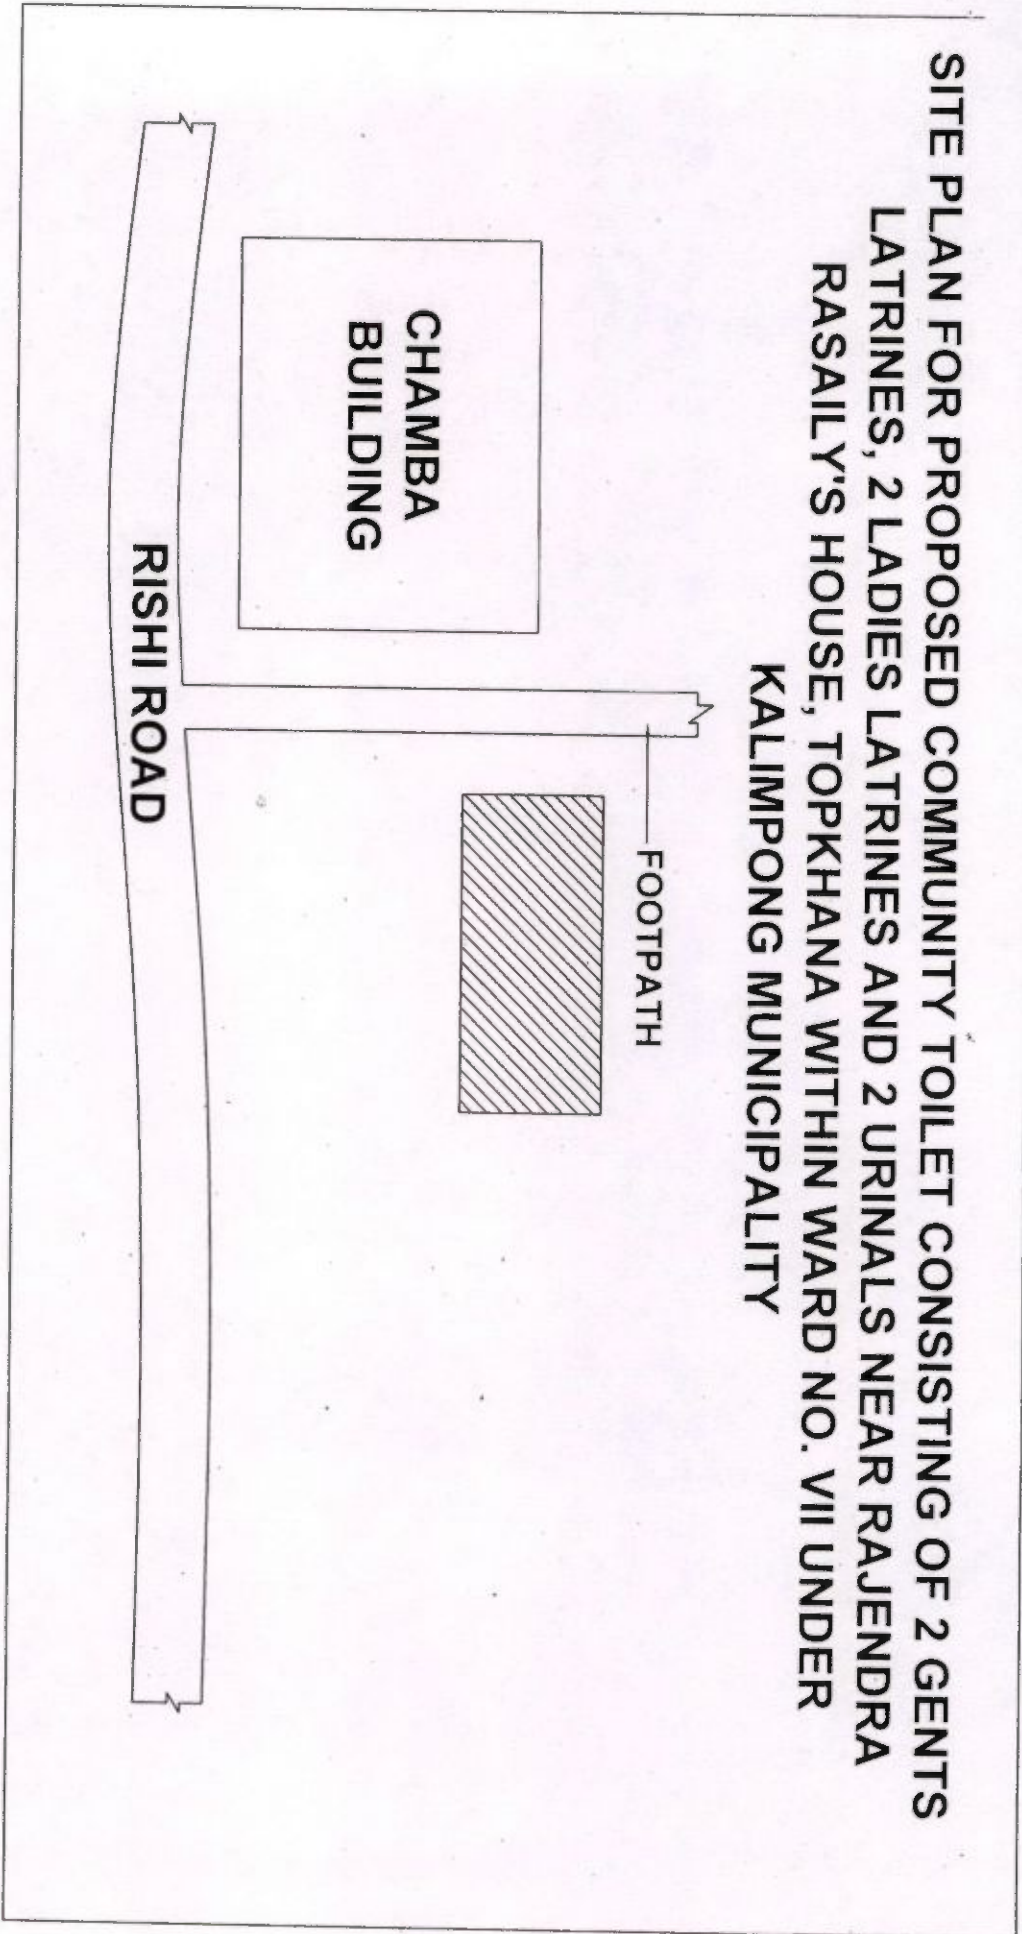 SITE PLAN FOR PROPOSED COMMUNITY TOILET CONSISTING OF 2 GENTS
LATRINES, 2 LADIES LATRINES AND 2 URINALS NEAR RAJENDRA
RASAILY'S HOUSE, TOPKHANA WITHIN WARD NO. VII UNDER
KALIMPONG MUNICIPALITY
FOOTPATH
CHAMBA
BUILDING
RISHI ROAD